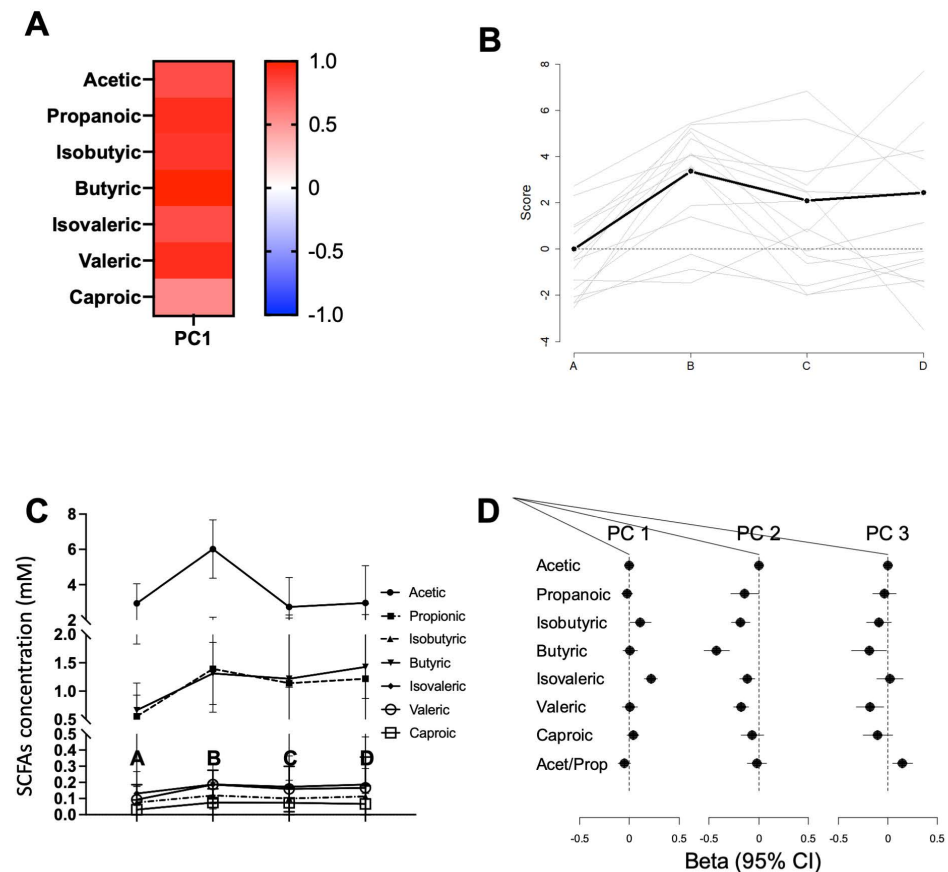 A
Acetic
Propanoic
Isobutyic
Butyric
Isovaleric
Valeric
Caproic
PC1
1.0
0.5
0
-0.5
-1.0
B
Score
8
6
4
2
0
-2
-4
A B C D
C
SCFAs concentration (mM)
8
6
4
2
2.0
1.5
1.0
0.5
0.5
0.4
0.3
0.2
0.1
0.0
A B C D
Acetic
Propionic
Isobutyric
Butyric
Isovaleric
Valeric
Caproic
D
PC 1 PC 2 PC 3
Acetic
Propanoic
Isobutyric
Butyric
Isovaleric
Valeric
Caproic
Acet/Prop
-0.5 0 0.5 -0.5 0 0.5 -0.5 0 0.5
Beta (95% CI)